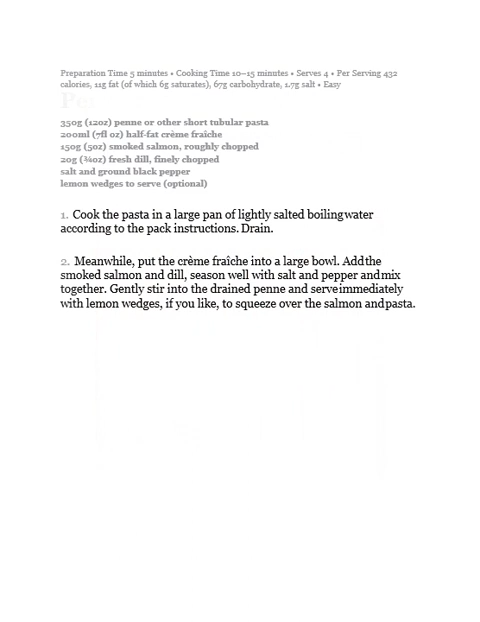 Preparation Time 5 minutes • Cooking Time 10–15 minutes • Serves 4 • Per Serving 432
calories, 11g fat (of which 6g saturates), 67g carbohydrate, 1.7g salt • Easy
350g (12oz) penne or other short tubular pasta
200ml (7fl oz) half-fat crème fraîche
150g (5oz) smoked salmon, roughly chopped
20g (¾oz) fresh dill, finely chopped
salt and ground black pepper
lemon wedges to serve (optional)
1. Cook the pasta in a large pan of lightly salted boilingwater
according to the pack instructions. Drain.
2. Meanwhile, put the crème fraîche into a large bowl. Addthe
smoked salmon and dill, season well with salt and pepper andmix
together. Gently stir into the drained penne and serveimmediately
with lemon wedges, if you like, to squeeze over the salmon andpasta.